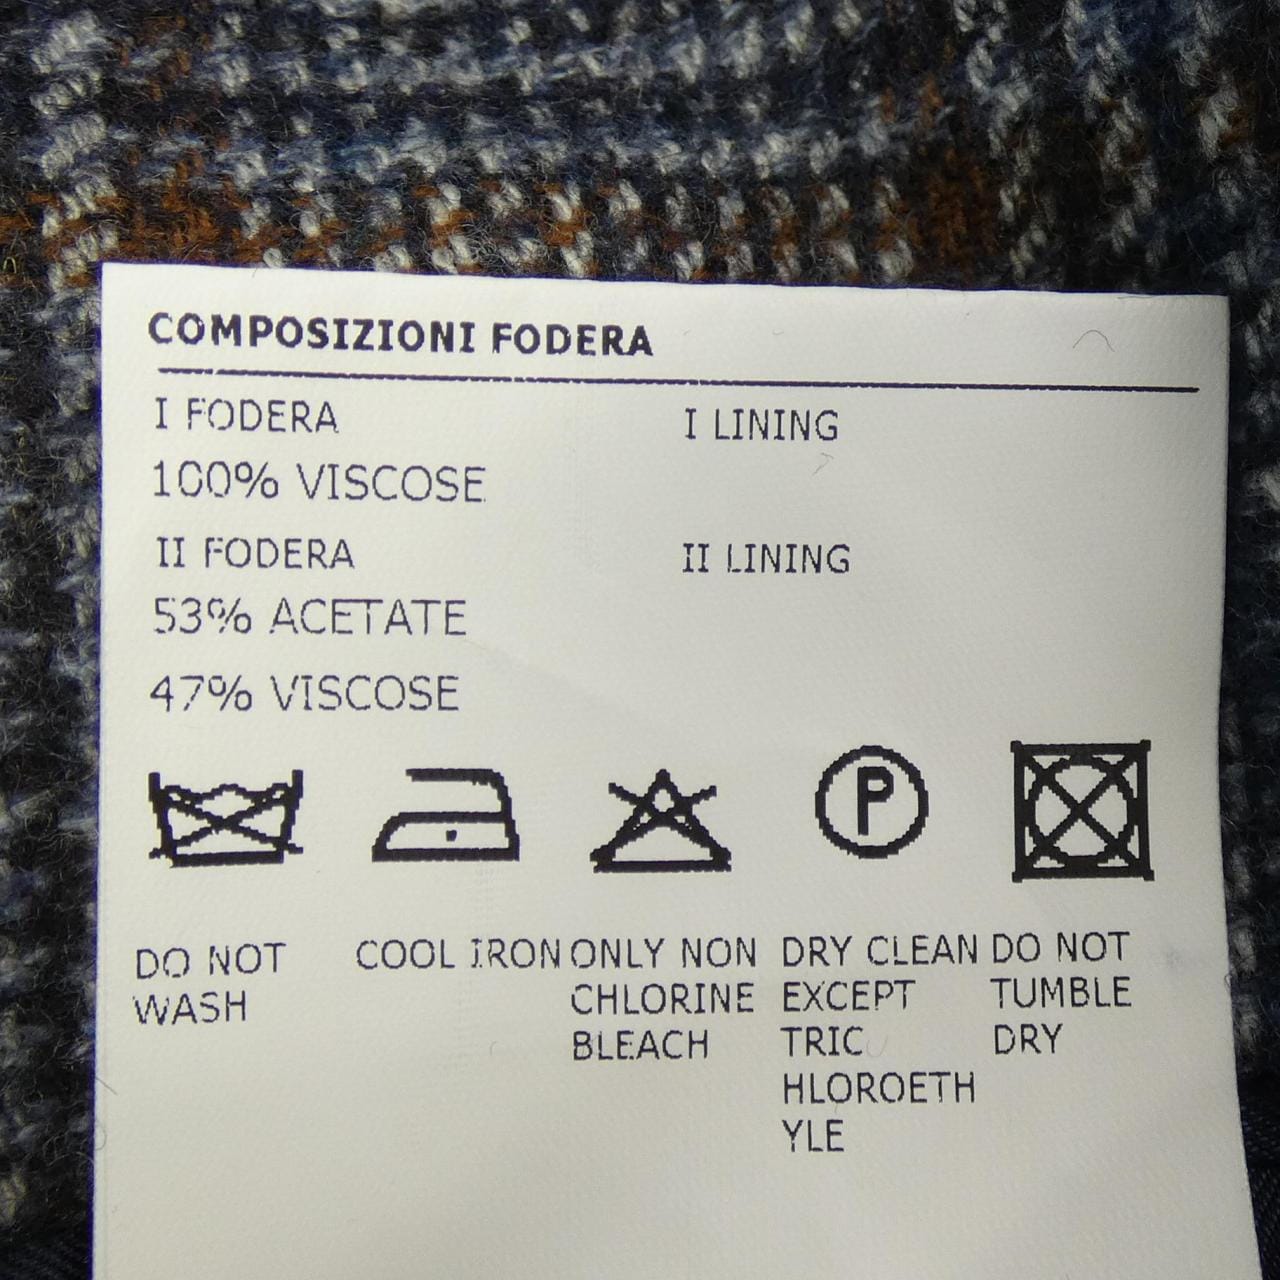 COMPOSIZIONI FODERA
I FODERA I LINING
100% VISCOSE
II FODERA II LINING
53% ACETATE
47% VISCOSE
P
DO NOT
WASH
COOL IRON
ONLY NON
CHLORINE
BLEACH
DRY CLEAN
EXCEPT
TRIC
HLOROETH
YLE
DO NOT
TUMBLE
DRY